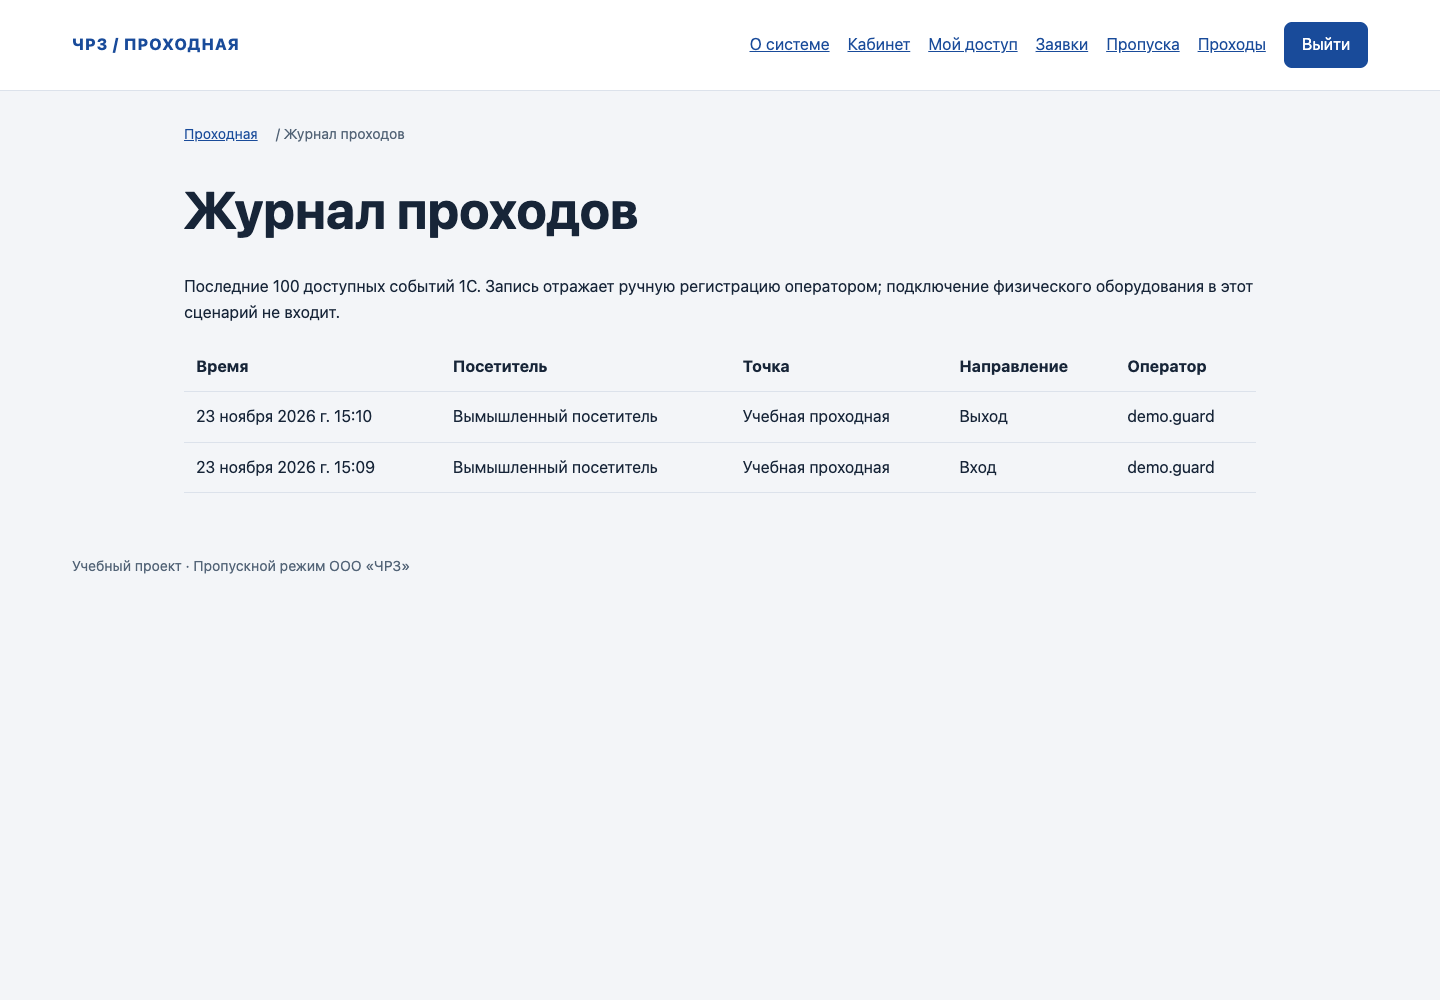 ЧРЗ / ПРОХОДНАЯ
О системе Кабинет Мой доступ Заявки Пропуска Проходы Выйти
Проходная / Журнал проходов
Журнал проходов
Последние 100 доступных событий 1С. Запись отражает ручную регистрацию оператором; подключение физического оборудования в этот
сценарий не входит.
Время Посетитель Точка Направление Оператор
23 ноября 2026 г. 15:10 Вымышленный посетитель Учебная проходная Выход demo.guard
23 ноября 2026 г. 15:09 Вымышленный посетитель Учебная проходная Вход demo.guard
Учебный проект · Пропускной режим ООО «ЧРЗ»